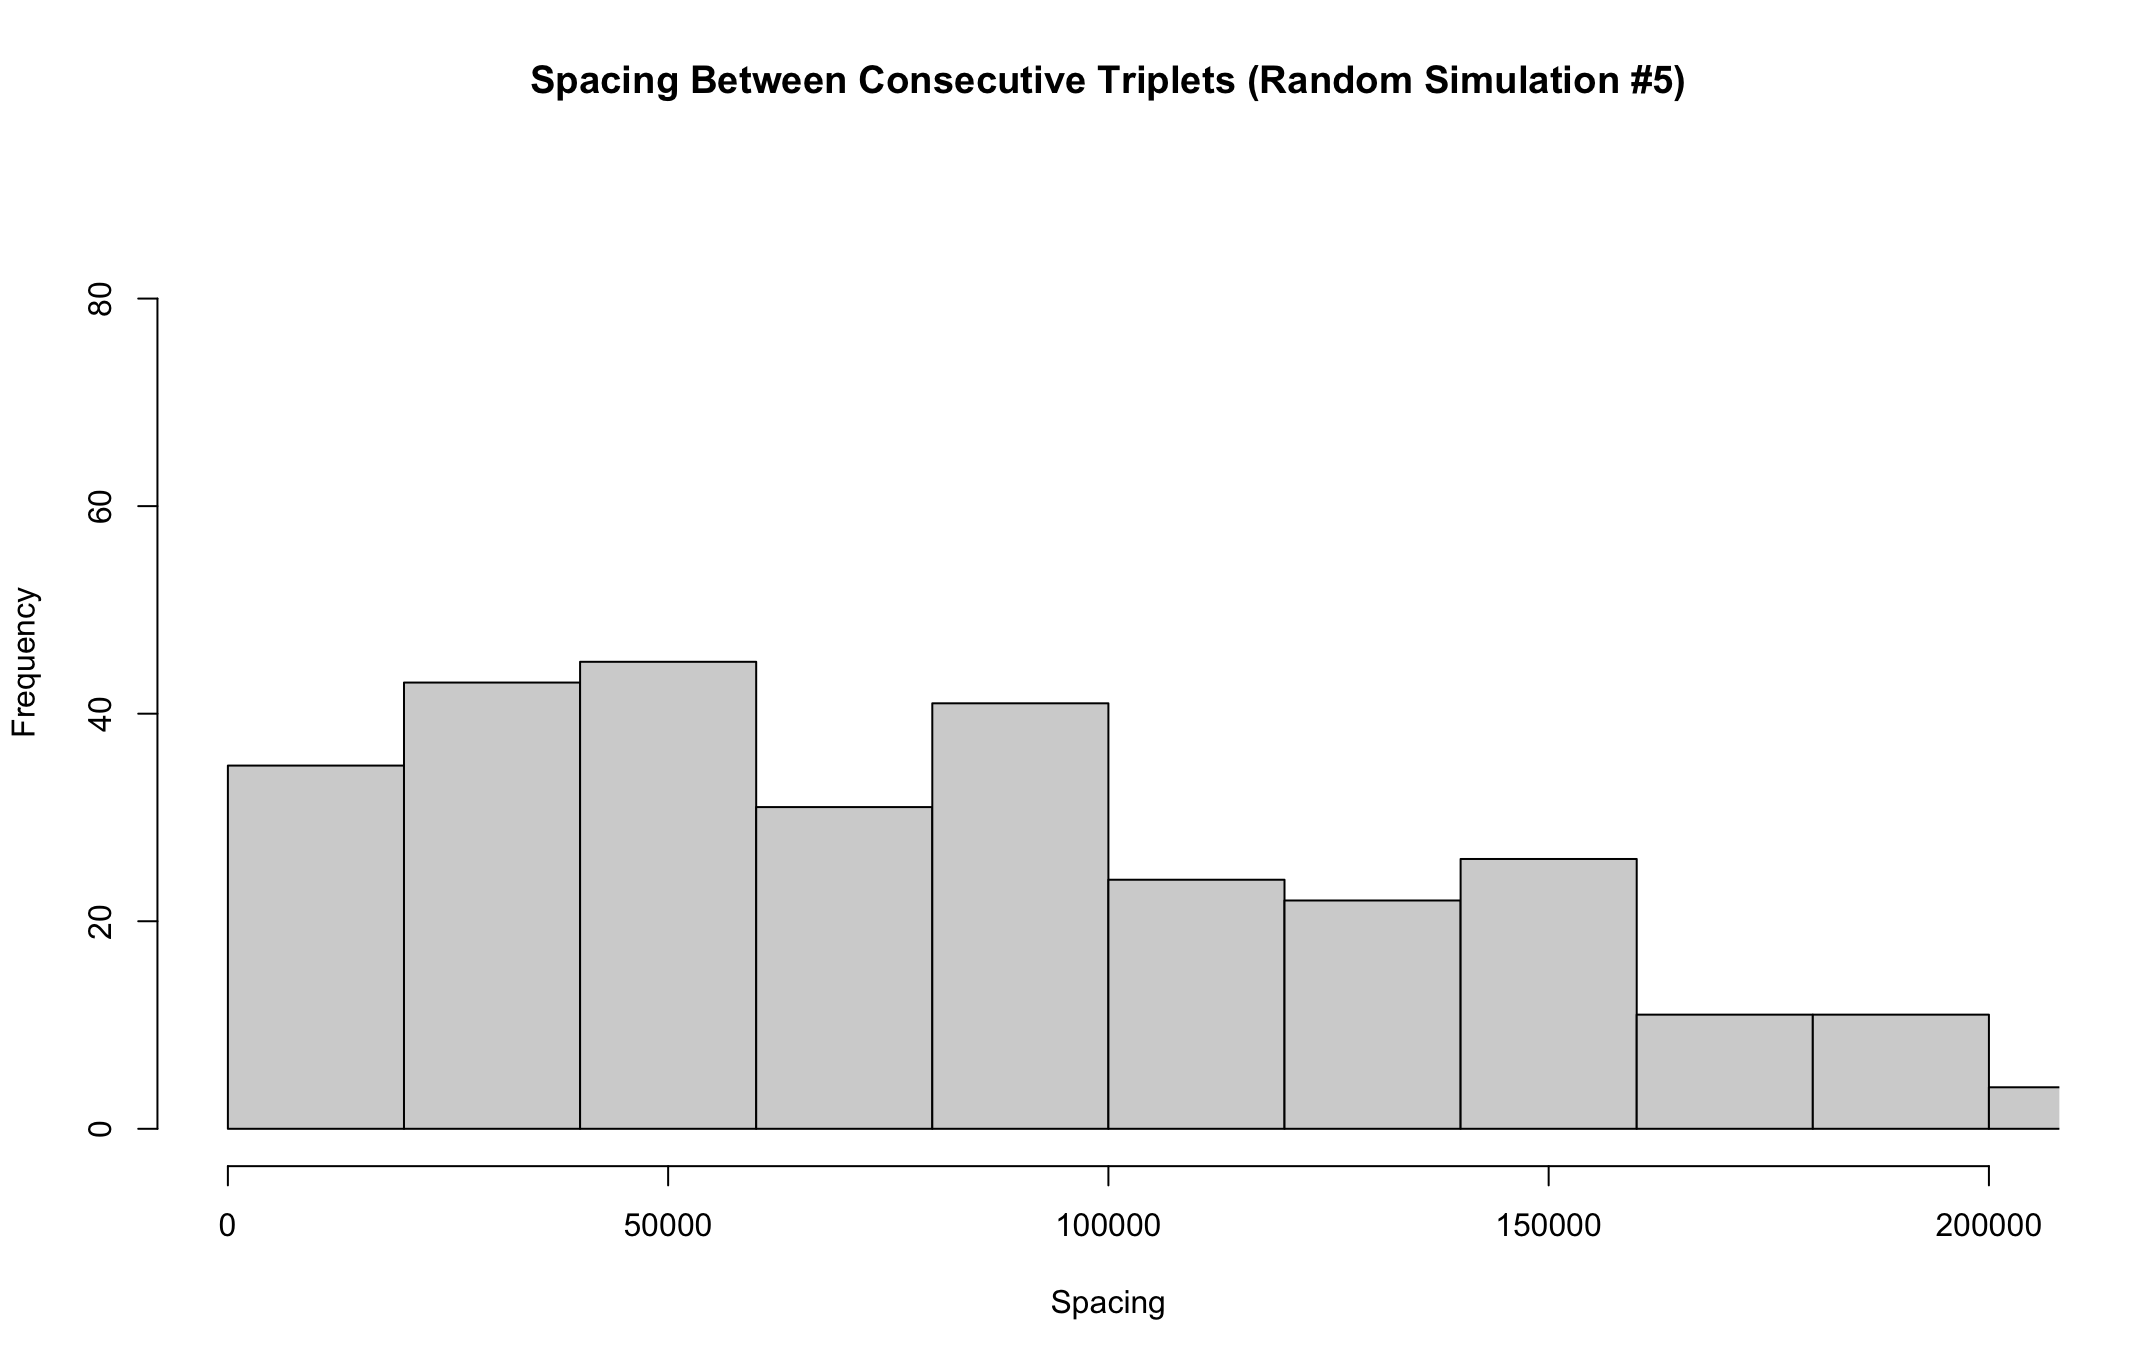 Spacing Between Consecutive Triplets (Random Simulation #5)
Frequency
80
60
40
20
0
0 50000 100000 150000 200000
Spacing